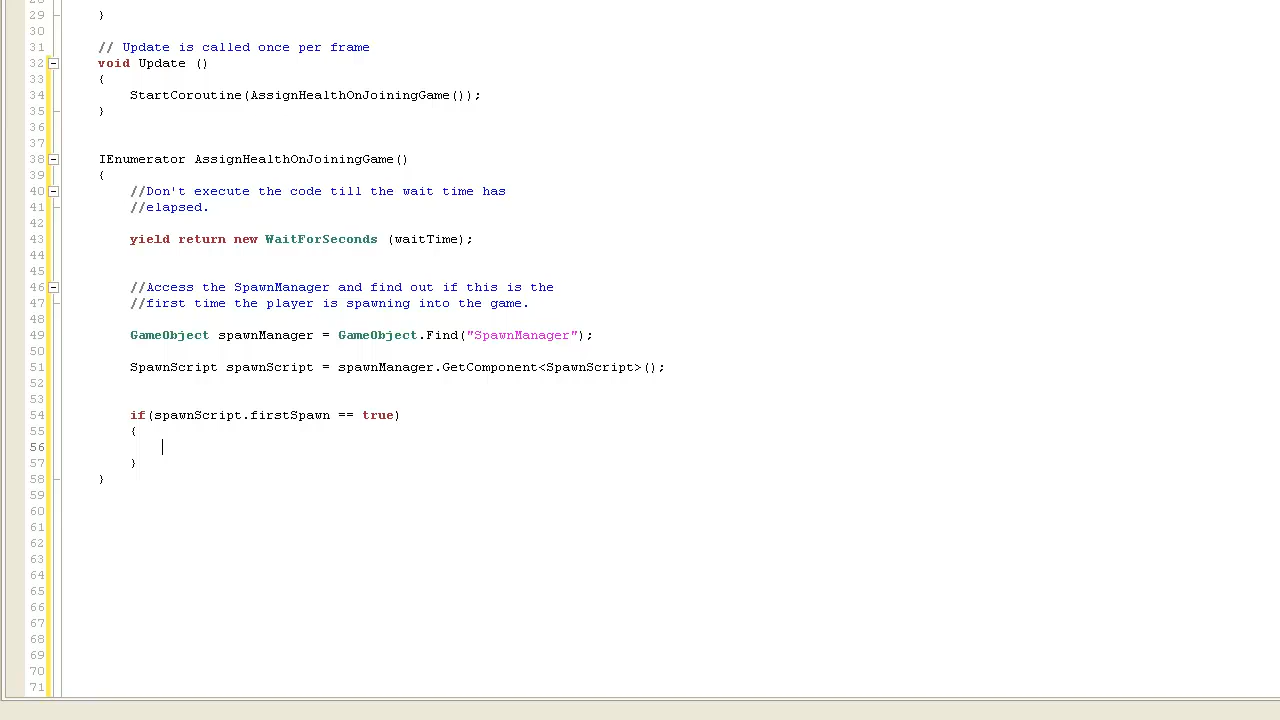 29 }
30
31 // Update is called once per frame
32 void Update ()
33 {
34 StartCoroutine(AssignHealthOnJoiningGame());
35 }
36
37
38 IEnumerator AssignHealthOnJoiningGame()
39 {
40 //Don't execute the code till the wait time has
41 //elapsed.
42
43 yield return new WaitForSeconds (waitTime);
44
45
46 //Access the SpawnManager and find out if this is the
47 //first time the player is spawning into the game.
48
49 GameObject spawnManager = GameObject.Find("SpawnManager");
50
51 SpawnScript spawnScript = spawnManager.GetComponent<SpawnScript>();
52
53
54 if(spawnScript.firstSpawn == true)
55 {
56
57 }
58 }
59
60
61
62
63
64
65
66
67
68
69
70
71